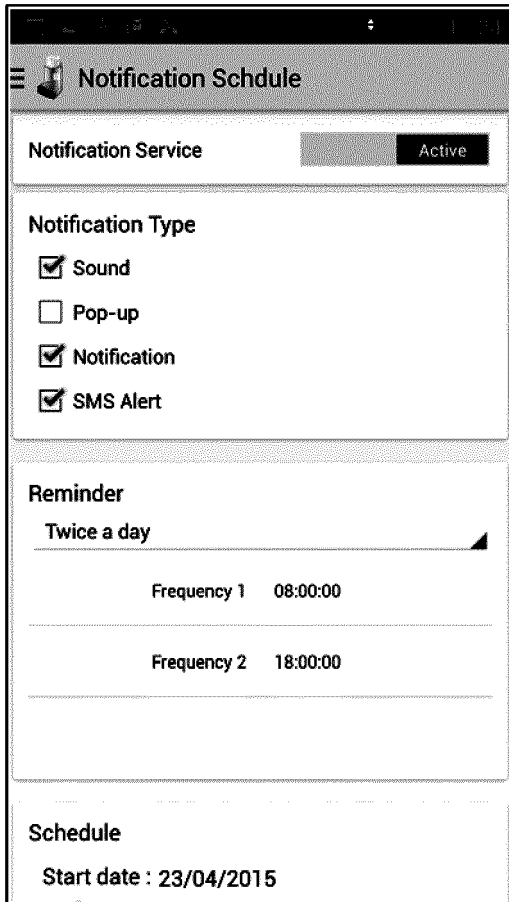 Notification Schdule
Notification Service Active
Notification Type
Sound
Pop-up
Notification
SMS Alert
Reminder
Twice a day
Frequency 1 08:00:00
Frequency 2 18:00:00
Schedule
Start date : 23/04/2015